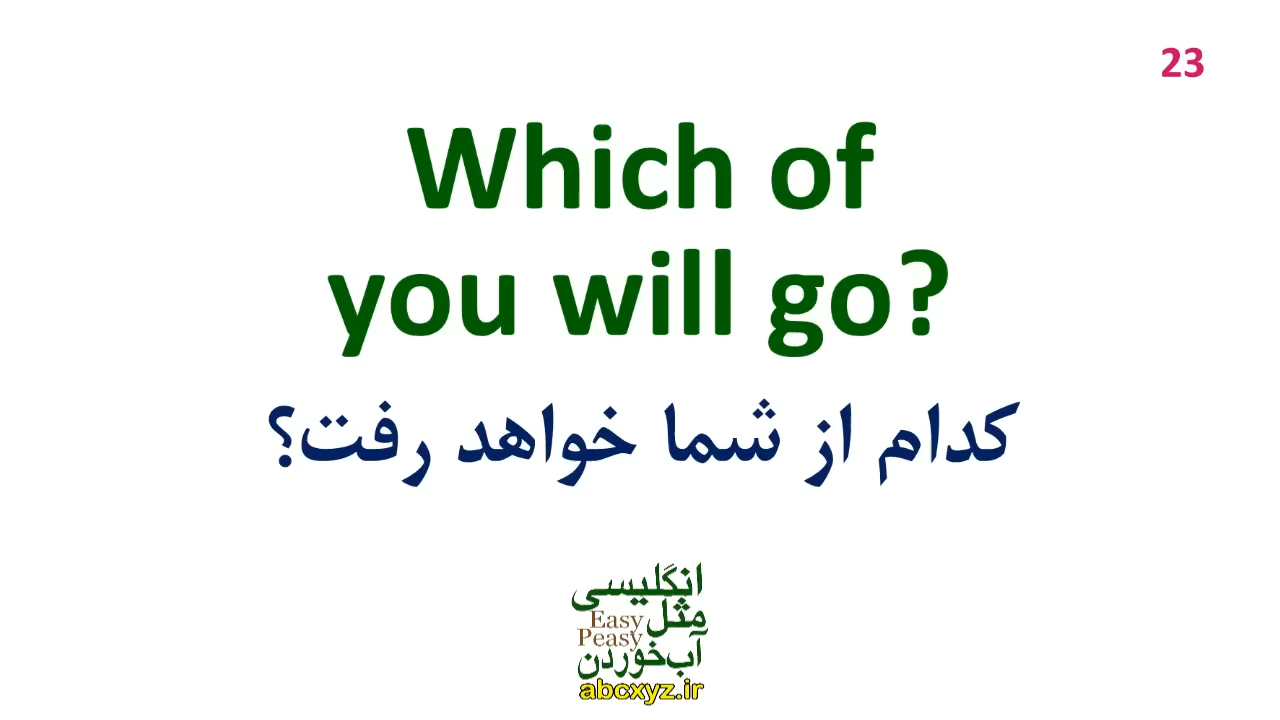 23
Which of
you will go?
کدام از شما خواهد رفت؟
انگلیسی
مثل
Easy
Peasy
آب‌خوردن
abcxyz.ir